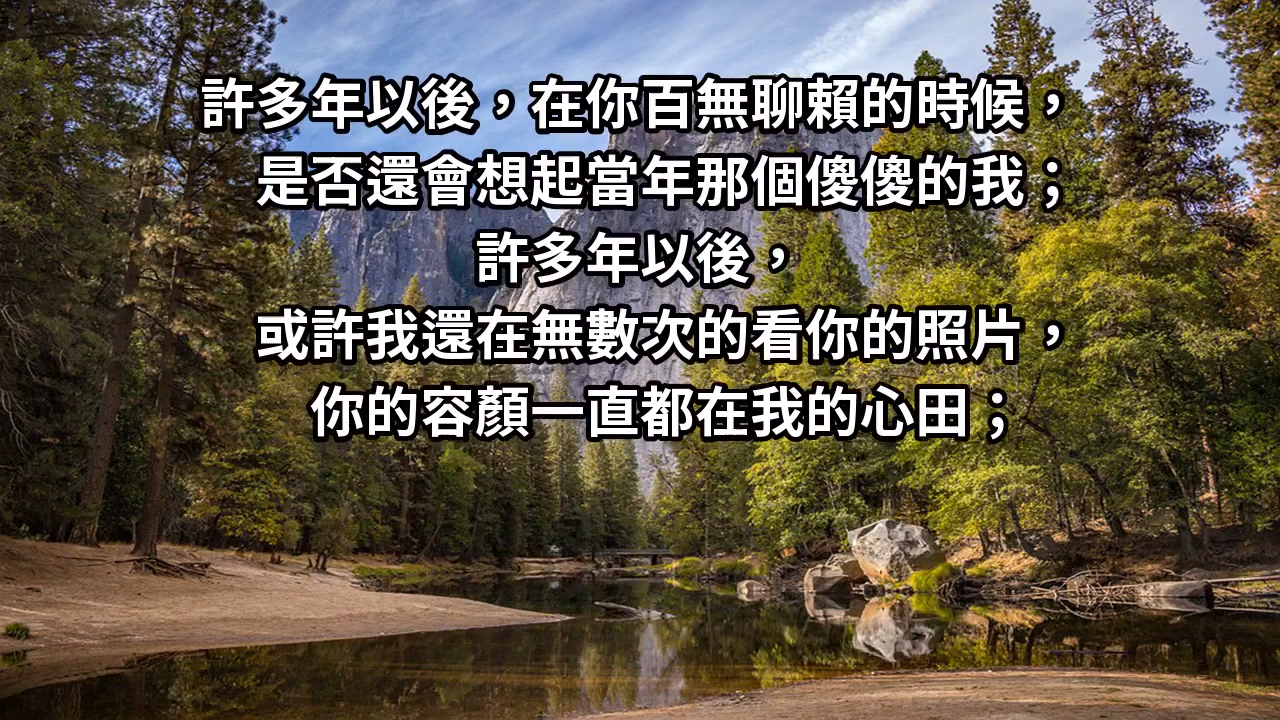 許多年以後，在你百無聊賴的時候，
是否還會想起當年那個傻傻的我；
許多年以後，
或許我還在無數次的看你的照片，
你的容顏一直都在我的心田；